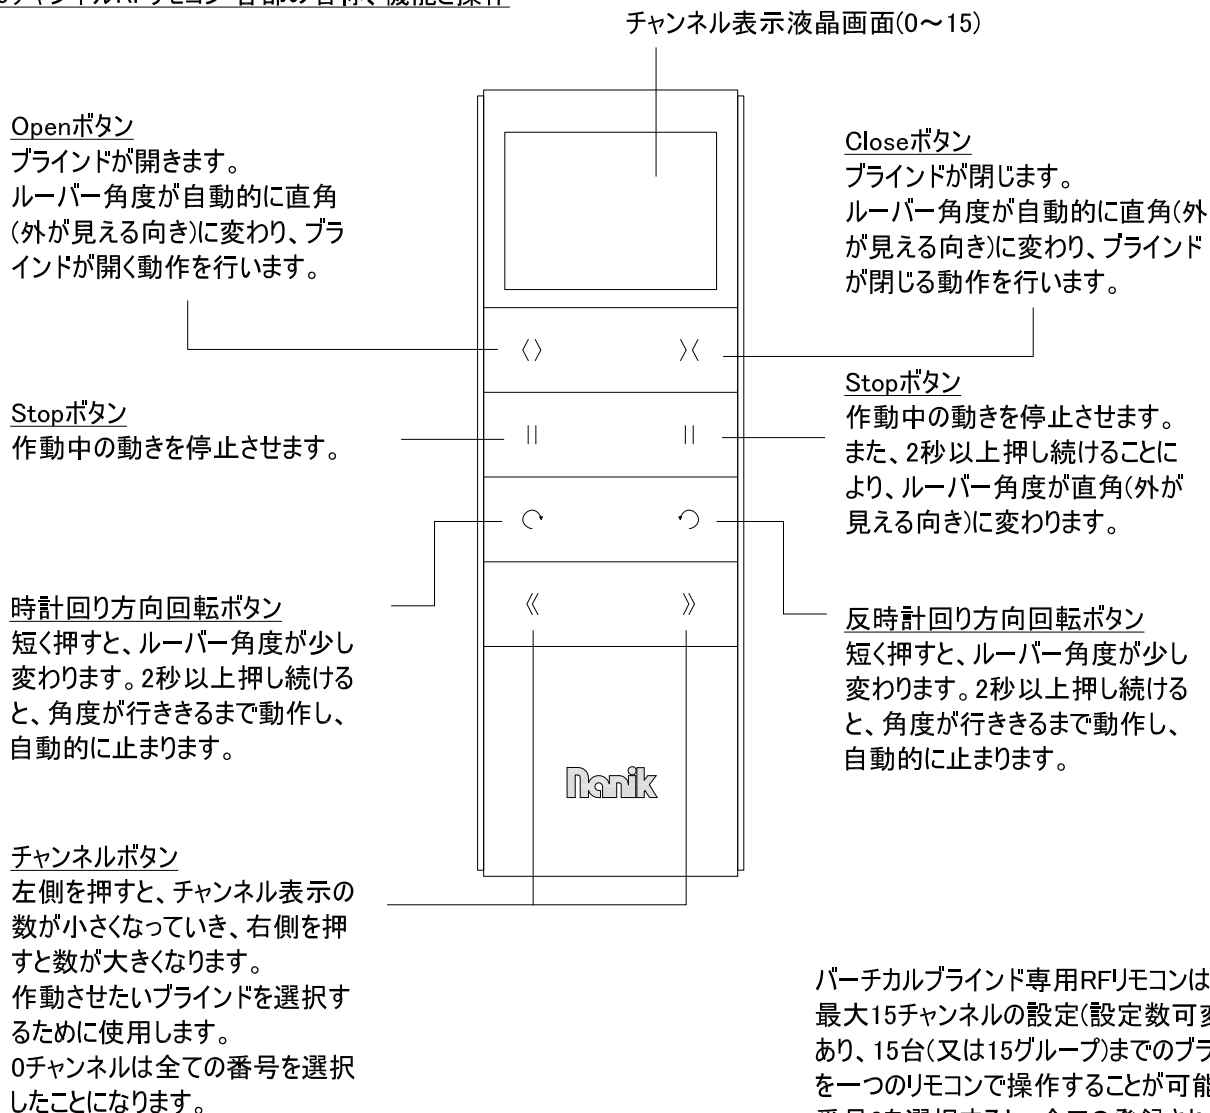 チャンネルRFリモコン 各部の名称、機能と操作
チャンネル表示液晶画面(0～15)
Openボタン
ブラインドが開きます。
ルーバー角度が自動的に直角
(外が見える向き)に変わり、ブラ
インドが開く動作を行います。
Closeボタン
ブラインドが閉じます。
ルーバー角度が自動的に直角(外
が見える向き)に変わり、ブラインド
が閉じる動作を行います。
Stopボタン
作動中の動きを停止させます。
Stopボタン
作動中の動きを停止させます。
また、2秒以上押し続けることに
より、ルーバー角度が直角(外が
見える向き)に変わります。
時計回り方向回転ボタン
短く押すと、ルーバー角度が少し
変わります。2秒以上押し続ける
と、角度が行ききるまで動作し、
自動的に止まります。
反時計回り方向回転ボタン
短く押すと、ルーバー角度が少し
変わります。2秒以上押し続ける
と、角度が行ききるまで動作し、
自動的に止まります。
Nanik
チャンネルボタン
左側を押すと、チャンネル表示の
数が小さくなっていき、右側を押
すと数が大きくなります。
作動させたいブラインドを選択す
るために使用します。
0チャンネルは全ての番号を選択
したことになります。
バーチカルブラインド専用RFリモコンは
最大15チャンネルの設定(設定数可変
あり、15台(又は15グループ)までのブラ
を一つのリモコンで操作することが可能